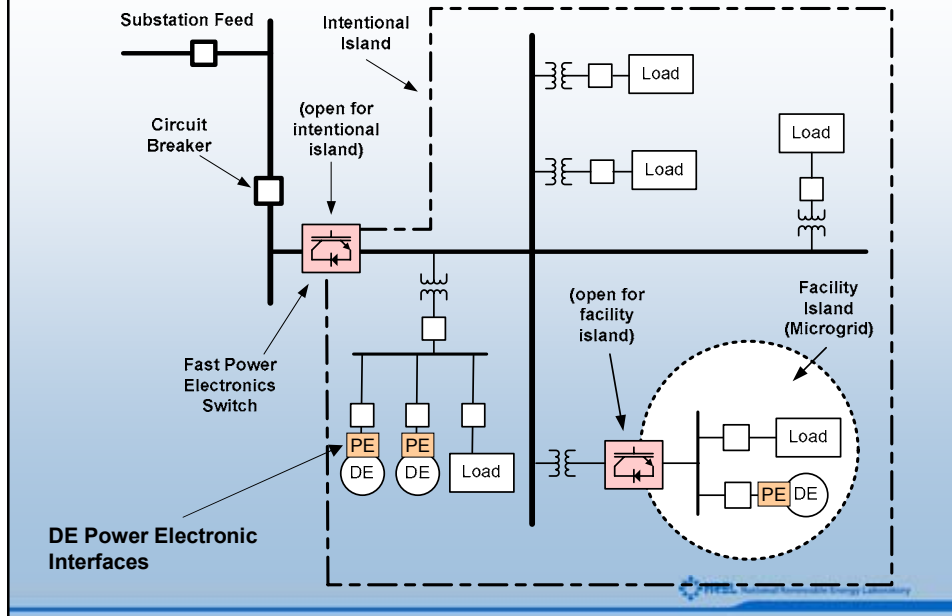 Substation Feed
Intentional
Island
Circuit
Breaker
(open for
intentional
island)
Load
Load
Load
Fast Power
Electronics
Switch
(open for
facility
island)
Facility
Island
(Microgrid)
PE
PE
DE
DE
Load
Load
PE
DE
DE Power Electronic
Interfaces
NREL National Renewable Energy Laboratory